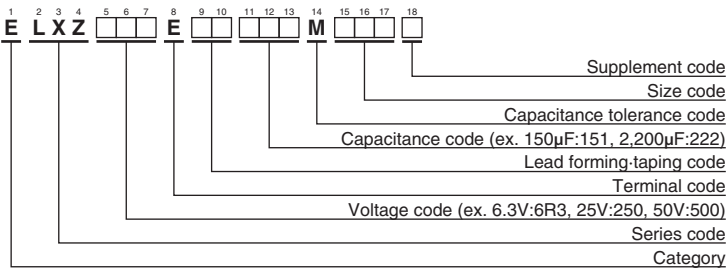 1 2 3 4 5 6 7 8 9 10 11 12 13 14 15 16 17 18
E L X Z E M
Supplement code
Size code
Capacitance tolerance code
Capacitance code (ex. 150µF:151, 2,200µF:222)
Lead forming·taping code
Terminal code
Voltage code (ex. 6.3V:6R3, 25V:250, 50V:500)
Series code
Category